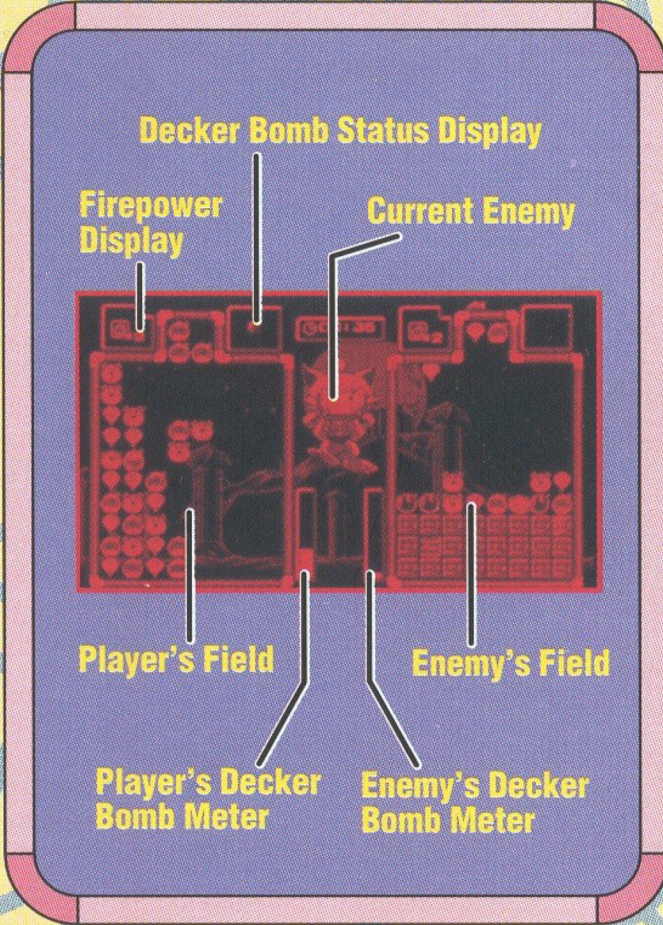 Decker Bomb Status Display
Firepower
Display
Current Enemy
Player's Field
Enemy's Field
Player's Decker
Bomb Meter
Enemy's Decker
Bomb Meter